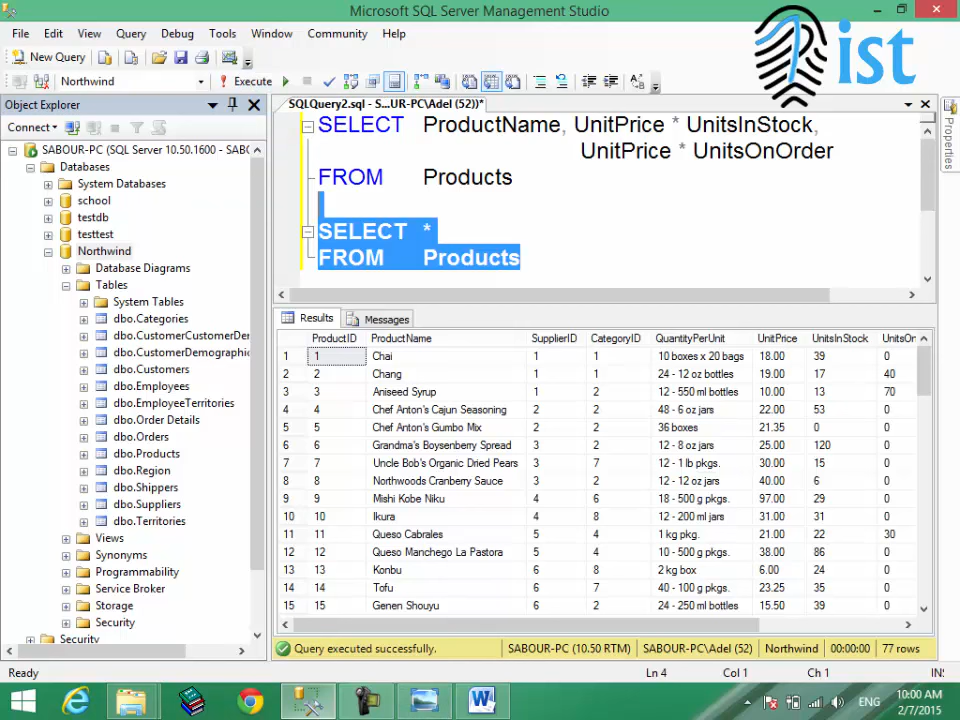 Microsoft SQL Server Management Studio
File Edit View Query Debug Tools Window Community Help
New Query
Northwind Execute
ist
Object Explorer
Connect
SABOUR-PC (SQL Server 10.50.1600 - SABO
Databases
System Databases
school
testdb
testtest
Northwind
Database Diagrams
Tables
System Tables
dbo.Categories
dbo.CustomerCustomerDer
dbo.CustomerDemographic
dbo.Customers
dbo.Employees
dbo.EmployeeTerritories
dbo.Order Details
dbo.Orders
dbo.Products
dbo.Region
dbo.Shippers
dbo.Suppliers
dbo.Territories
Views
Synonyms
Programmability
Service Broker
Storage
Security
Security
SQLQuery2.sql - S...UR-PC\Adel (52))*
Properties
SELECT ProductName, UnitPrice * UnitsInStock,
UnitPrice * UnitsOnOrder
FROM Products
SELECT *
FROM Products
Results Messages
ProductID ProductName SupplierID CategoryID QuantityPerUnit UnitPrice UnitsInStock UnitsOr
1 1 Chai 1 1 10 boxes x 20 bags 18.00 39 0
2 2 Chang 1 1 24 - 12 oz bottles 19.00 17 40
3 3 Aniseed Syrup 1 2 12 - 550 ml bottles 10.00 13 70
4 4 Chef Anton's Cajun Seasoning 2 2 48 - 6 oz jars 22.00 53 0
5 5 Chef Anton's Gumbo Mix 2 2 36 boxes 21.35 0 0
6 6 Grandma's Boysenberry Spread 3 2 12 - 8 oz jars 25.00 120 0
7 7 Uncle Bob's Organic Dried Pears 3 7 12 - 1 lb pkgs. 30.00 15 0
8 8 Northwoods Cranberry Sauce 3 2 12 - 12 oz jars 40.00 6 0
9 9 Mishi Kobe Niku 4 6 18 - 500 g pkgs. 97.00 29 0
10 10 Ikura 4 8 12 - 200 ml jars 31.00 31 0
11 11 Queso Cabrales 5 4 1 kg pkg. 21.00 22 30
12 12 Queso Manchego La Pastora 5 4 10 - 500 g pkgs. 38.00 86 0
13 13 Konbu 6 8 2 kg box 6.00 24 0
14 14 Tofu 6 7 40 - 100 g pkgs. 23.25 35 0
15 15 Genen Shouyu 6 2 24 - 250 ml bottles 15.50 39 0
Query executed successfully. SABOUR-PC (10.50 RTM) SABOUR-PC\Adel (52) Northwind 00:00:00 77 rows
Ready Ln 4 Col 1 Ch 1 INS
ENG
10:00 AM
2/7/2015